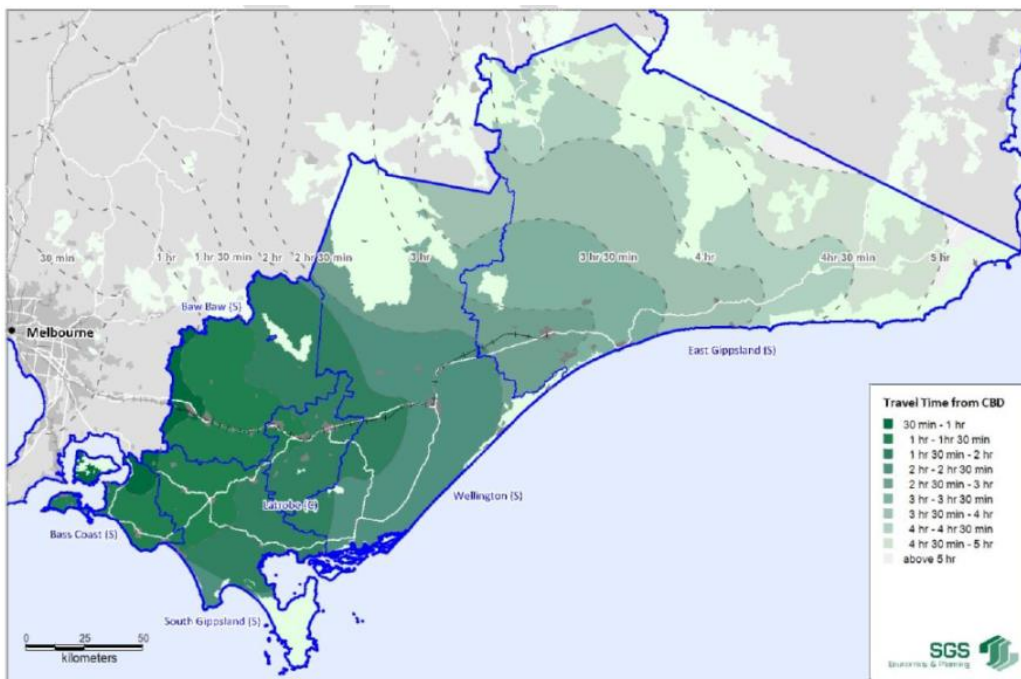 30 min
1 hr
1 hr 30 min
2 hr
2 hr 30 min
3 hr
3 hr 30 min
4 hr
4hr 30 min
5 hr
Baw Baw (S)
Melbourne
East Gippsland (S)
Travel Time from CBD
30 min - 1 hr
1 hr - 1hr 30 min
1 hr 30 min - 2 hr
2 hr - 2 hr 30 min
2 hr 30 min - 3 hr
3 hr - 3 hr 30 min
3 hr 30 min - 4 hr
4 hr - 4 hr 30 min
4 hr 30 min - 5 hr
above 5 hr
Wellington (S)
Latrobe (C)
Bass Coast (S)
South Gippsland (S)
0 25 50
kilometers
SGS
Economics & Planning